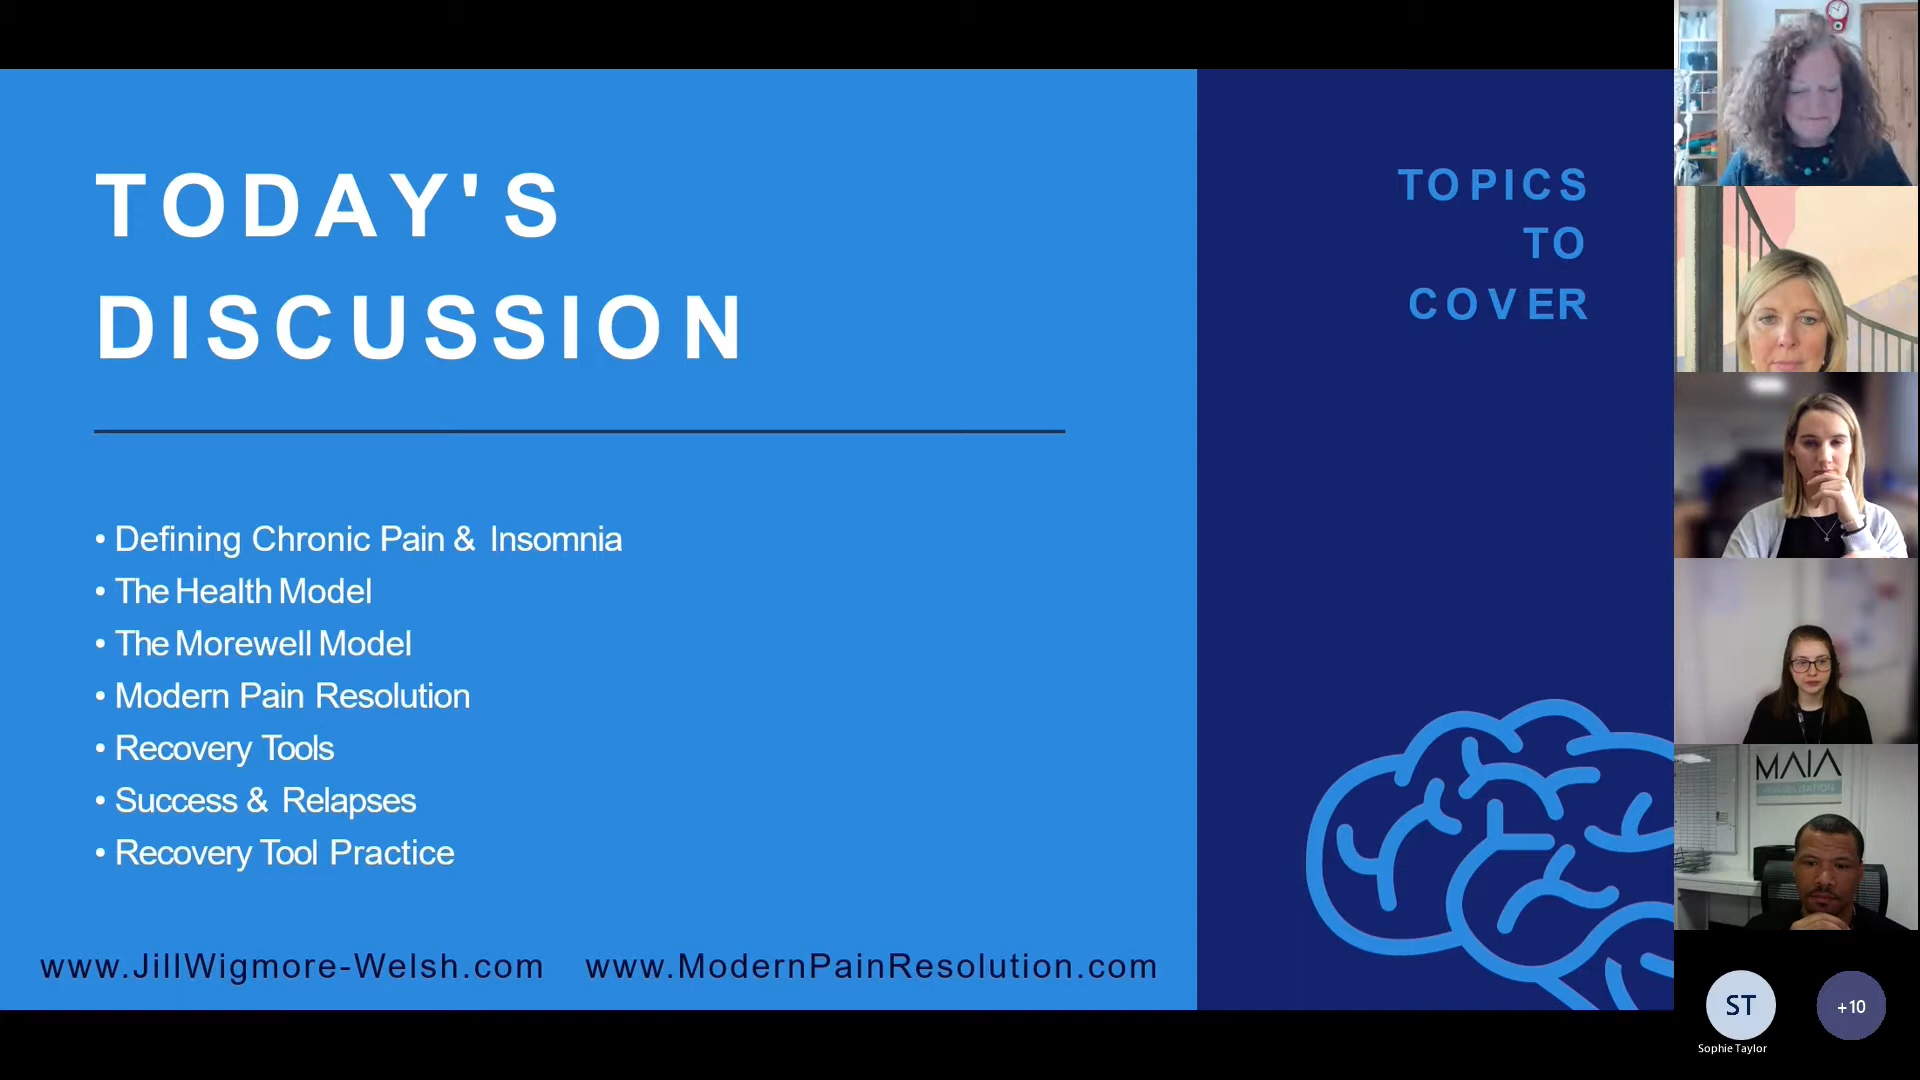 TODAY'S
DISCUSSION
• Defining Chronic Pain & Insomnia
• The Health Model
• The Morewell Model
• Modern Pain Resolution
• Recovery Tools
• Success & Relapses
• Recovery Tool Practice
www.JillWigmore-Welsh.com www.ModernPainResolution.com
TOPICS
TO
COVER
MAIA
REHABILITATION
ST
+10
Sophie Taylor